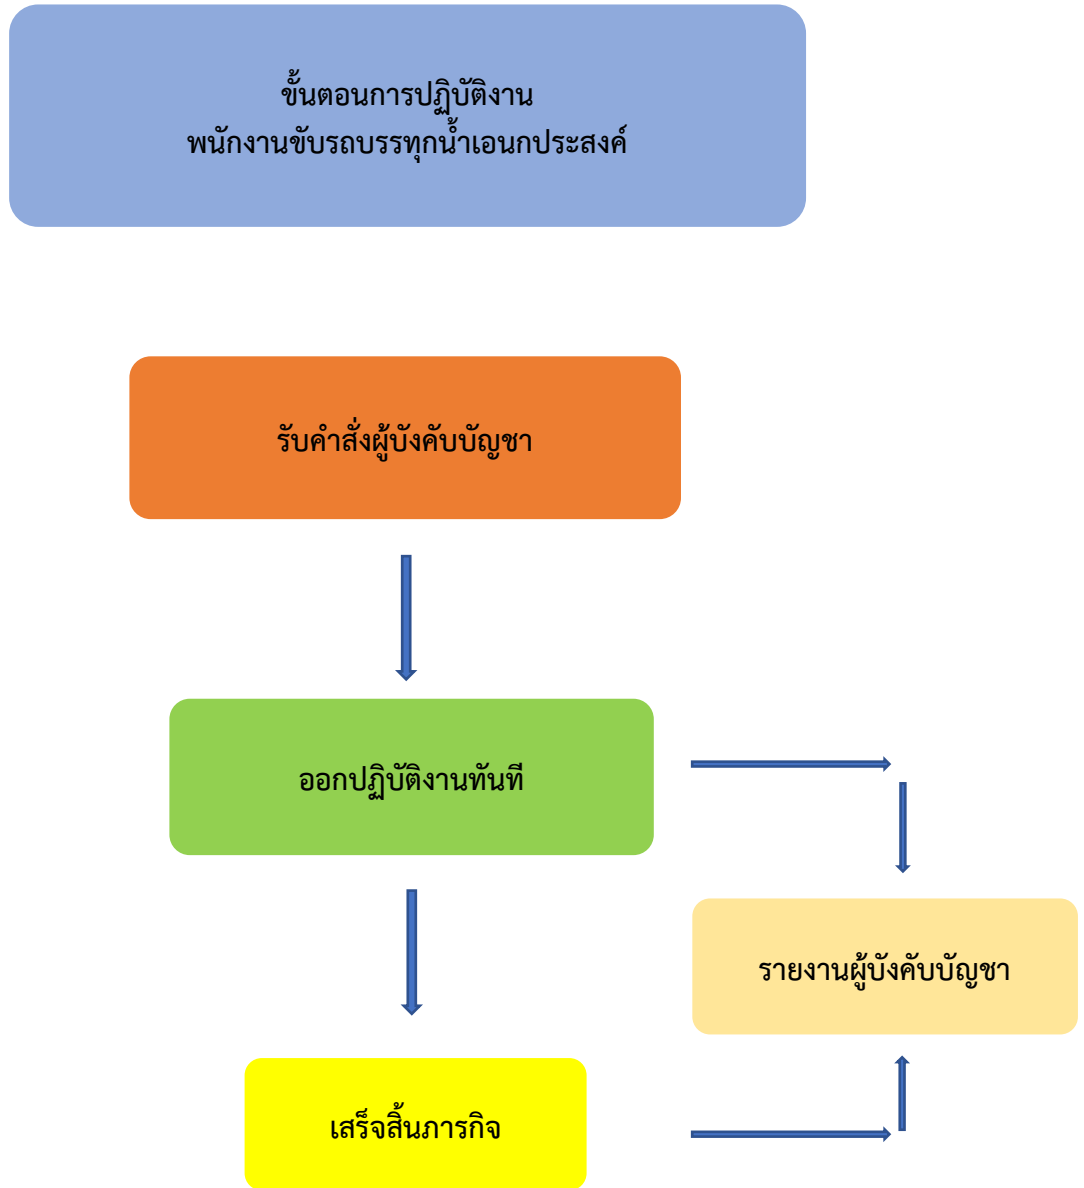 ขั้นตอนการปฏิบัติงาน
พนักงานขับรถบรรทุกน้ำเอนกประสงค์
รับคำสั่งผู้บังคับบัญชา
ออกปฏิบัติงานทันที
รายงานผู้บังคับบัญชา
เสร็จสิ้นภารกิจ